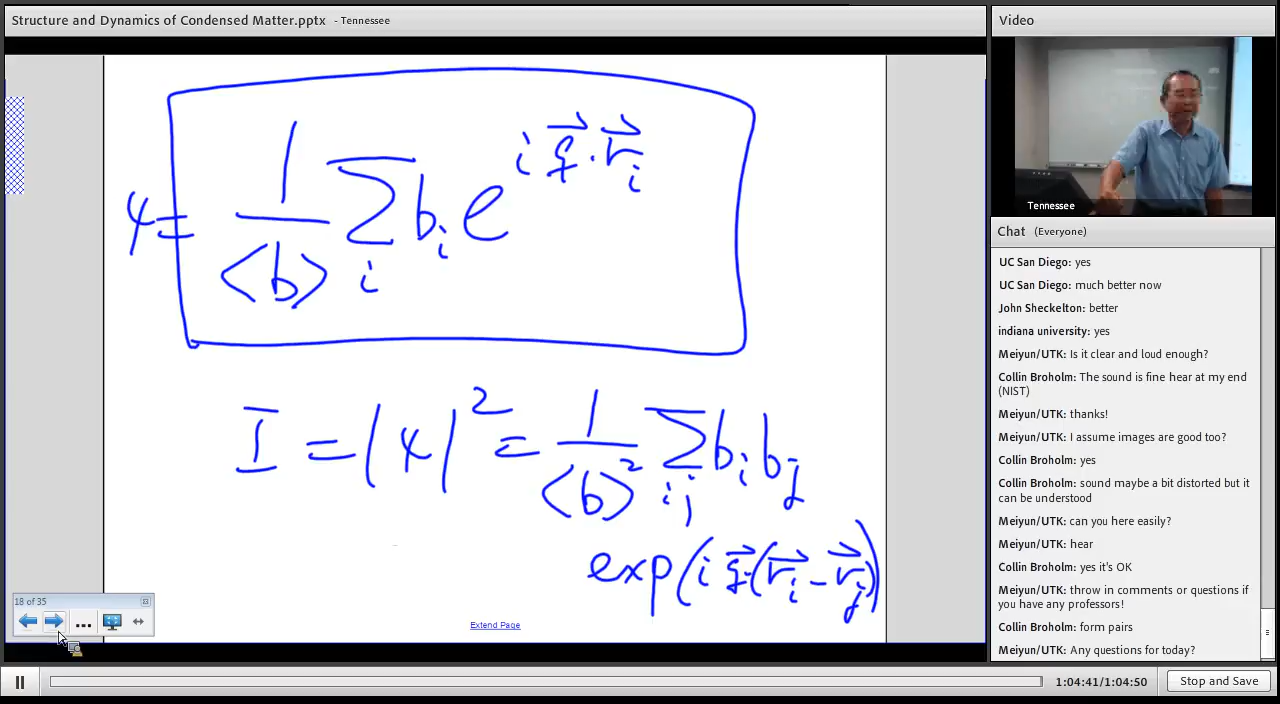 Structure and Dynamics of Condensed Matter.pptx - Tennessee
ψ = 1/<b> Σ_i b_i e^{i q⃗·r⃗_i}
I = |ψ|² = 1/<b>² Σ_{ij} b_i b_j
exp(i q⃗·(r⃗_i - r⃗_j))
18 of 35
...
Extend Page
Video
Tennessee
Chat (Everyone)
UC San Diego: yes
UC San Diego: much better now
John Sheckelton: better
indiana university: yes
Meiyun/UTK: Is it clear and loud enough?
Collin Broholm: The sound is fine hear at my end
(NIST)
Meiyun/UTK: thanks!
Meiyun/UTK: I assume images are good too?
Collin Broholm: yes
Collin Broholm: sound maybe a bit distorted but it
can be understood
Meiyun/UTK: can you here easily?
Meiyun/UTK: hear
Collin Broholm: yes it's OK
Meiyun/UTK: throw in comments or questions if
you have any professors!
Collin Broholm: form pairs
Meiyun/UTK: Any questions for today?
1:04:41/1:04:50
Stop and Save